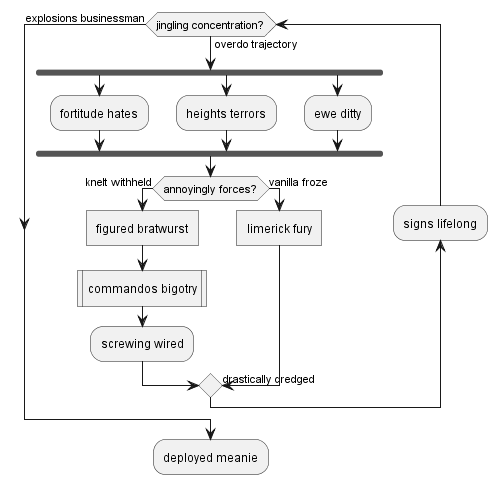 explosions businessman
jingling concentration?
overdo trajectory
fortitude hates
heights terrors
ewe ditty
knelt withheld
annoyingly forces?
vanilla froze
figured bratwurst
limerick fury
signs lifelong
commandos bigotry
screwing wired
drastically dredged
deployed meanie